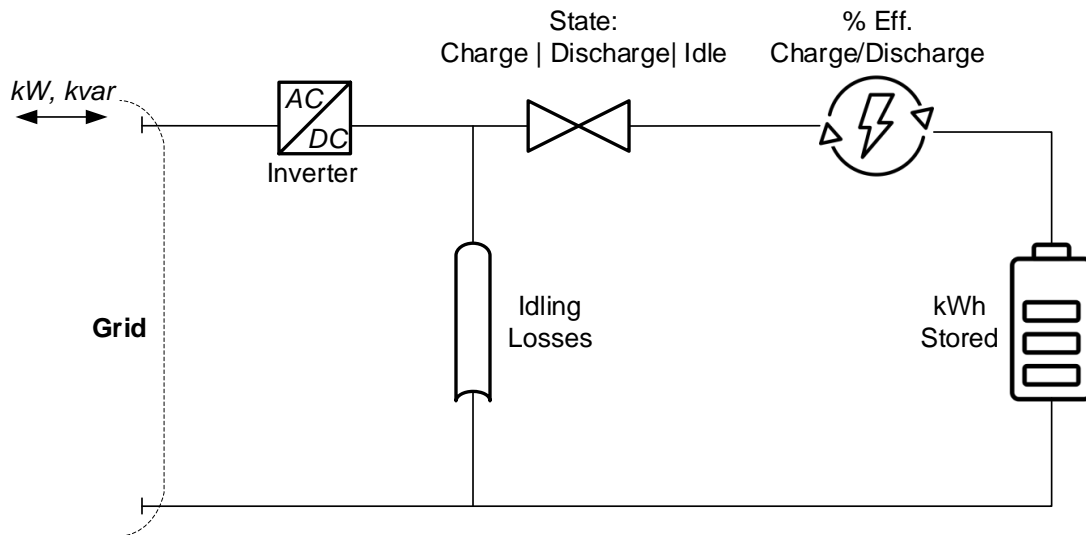 State:
Charge | Discharge| Idle
% Eff.
Charge/Discharge
kW, kvar
AC
DC
Inverter
Grid
Idling
Losses
kWh
Stored